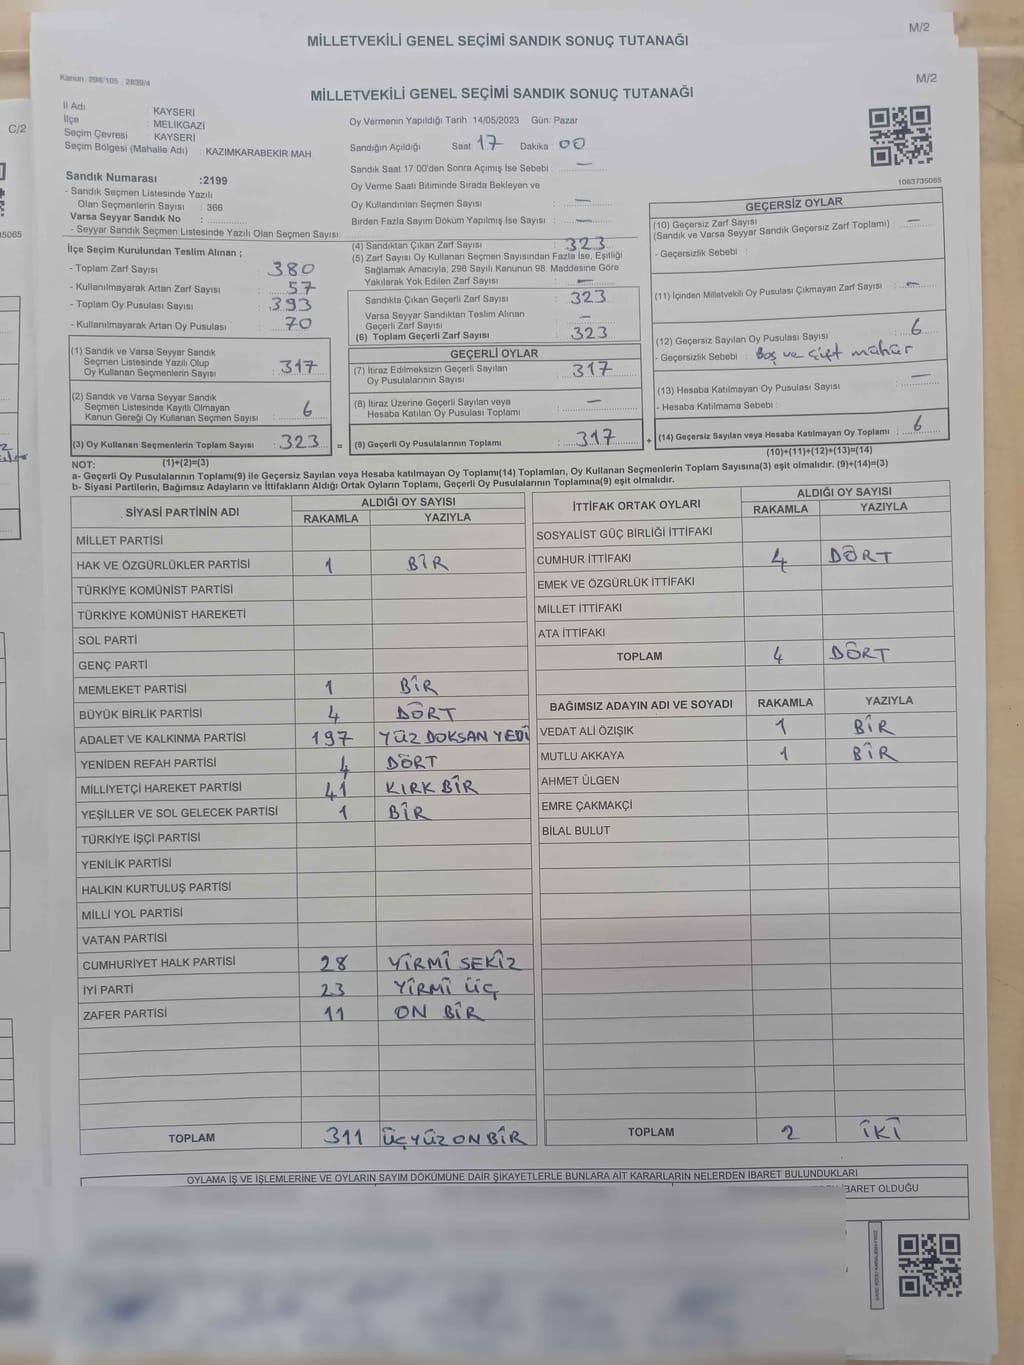 M/2
MİLLETVEKİLİ GENEL SEÇİMİ SANDIK SONUÇ TUTANAĞI
Kanun: 298/105 , 2839/4
M/2
MİLLETVEKİLİ GENEL SEÇİMİ SANDIK SONUÇ TUTANAĞI
C/2
İl Adı : KAYSERİ
İlçe : MELİKGAZİ
Seçim Çevresi : KAYSERİ
Seçim Bölgesi (Mahalle Adı) : KAZIMKARABEKİR MAH
Sandık Numarası :2199
- Sandık Seçmen Listesinde Yazılı
Olan Seçmenlerin Sayısı : 366
Varsa Seyyar Sandık No :
- Seyyar Sandık Seçmen Listesinde Yazılı Olan Seçmen Sayısı:
İlçe Seçim Kurulundan Teslim Alınan ;
- Toplam Zarf Sayısı : 380
- Kullanılmayarak Artan Zarf Sayısı : 57
- Toplam Oy Pusulası Sayısı : 393
- Kullanılmayarak Artan Oy Pusulası : 70
(1) Sandık ve Varsa Seyyar Sandık
Seçmen Listesinde Yazılı Olup
Oy Kullanan Seçmenlerin Sayısı : 317
(2) Sandık ve Varsa Seyyar Sandık
Seçmen Listesinde Kayıtlı Olmayan
Kanun Gereği Oy Kullanan Seçmen Sayısı : 6
(3) Oy Kullanan Seçmenlerin Toplam Sayısı : 323 =
(1)+(2)=(3)
Oy Vermenin Yapıldığı Tarih 14/05/2023 Gün: Pazar
Sandığın Açıldığı Saat : 17 Dakika : 00
Sandık Saat 17 00'den Sonra Açımış İse Sebebi : —
Oy Verme Saati Bitiminde Sırada Bekleyen ve
Oy Kullandırılan Seçmen Sayısı : —
Birden Fazla Sayım Döküm Yapılmış İse Sayısı : —
(4) Sandıktan Çıkan Zarf Sayısı : 323
(5) Zarf Sayısı Oy Kullanan Seçmen Sayısından Fazla İse, Eşitliği
Sağlamak Amacıyla; 298 Sayılı Kanunun 98. Maddesine Göre
Yakılarak Yok Edilen Zarf Sayısı : —
Sandıkta Çıkan Geçerli Zarf Sayısı : 323
Varsa Seyyar Sandıktan Teslim Alınan
Geçerli Zarf Sayısı : —
(6) Toplam Geçerli Zarf Sayısı : 323
GEÇERLİ OYLAR
(7) İtiraz Edilmeksizin Geçerli Sayılan
Oy Pusulalarının Sayısı : 317
(8) İtiraz Üzerine Geçerli Sayılan veya
Hesaba Katılan Oy Pusulası Toplamı : —
(9) Geçerli Oy Pusulalarının Toplamı : 317 +
1083735065
GEÇERSİZ OYLAR
(10) Geçersiz Zarf Sayısı
(Sandık ve Varsa Seyyar Sandık Geçersiz Zarf Toplamı) : —
- Geçersizlik Sebebi :
(11) İçinden Milletvekili Oy Pusulası Çıkmayan Zarf Sayısı : —
(12) Geçersiz Sayılan Oy Pusulası Sayısı : 6
- Geçersizlik Sebebi : Boş ve çift mühür
(13) Hesaba Katılmayan Oy Pusulası Sayısı : —
- Hesaba Katılmama Sebebi :
(14) Geçersiz Sayılan veya Hesaba Katılmayan Oy Toplamı : 6
(10)+(11)+(12)+(13)=(14)
NOT:
a- Geçerli Oy Pusulalarının Toplamı(9) ile Geçersiz Sayılan veya Hesaba katılmayan Oy Toplamı(14) Toplamları, Oy Kullanan Seçmenlerin Toplam Sayısına(3) eşit olmalıdır. (9)+(14)=(3)
b- Siyasi Partilerin, Bağımsız Adayların ve İttifakların Aldığı Ortak Oyların Toplamı, Geçerli Oy Pusulalarının Toplamına(9) eşit olmalıdır.
SİYASİ PARTİNİN ADI ALDIĞI OY SAYISI
RAKAMLA YAZIYLA
MİLLET PARTİSİ
HAK VE ÖZGÜRLÜKLER PARTİSİ 1 BİR
TÜRKİYE KOMÜNİST PARTİSİ
TÜRKİYE KOMÜNİST HAREKETİ
SOL PARTİ
GENÇ PARTİ
MEMLEKET PARTİSİ 1 BİR
BÜYÜK BİRLİK PARTİSİ 4 DÖRT
ADALET VE KALKINMA PARTİSİ 197 YÜZ DOKSAN YEDİ
YENİDEN REFAH PARTİSİ 4 DÖRT
MİLLİYETÇİ HAREKET PARTİSİ 41 KIRK BİR
YEŞİLLER VE SOL GELECEK PARTİSİ 1 BİR
TÜRKİYE İŞÇİ PARTİSİ
YENİLİK PARTİSİ
HALKIN KURTULUŞ PARTİSİ
MİLLİ YOL PARTİSİ
VATAN PARTİSİ
CUMHURİYET HALK PARTİSİ 28 YİRMİ SEKİZ
İYİ PARTİ 23 YİRMİ ÜÇ
ZAFER PARTİSİ 11 ON BİR
TOPLAM 311 ÜÇYÜZ ON BİR
İTTİFAK ORTAK OYLARI ALDIĞI OY SAYISI
RAKAMLA YAZIYLA
SOSYALİST GÜÇ BİRLİĞİ İTTİFAKI
CUMHUR İTTİFAKI 4 DÖRT
EMEK VE ÖZGÜRLÜK İTTİFAKI
MİLLET İTTİFAKI
ATA İTTİFAKI
TOPLAM 4 DÖRT
BAĞIMSIZ ADAYIN ADI VE SOYADI RAKAMLA YAZIYLA
VEDAT ALİ ÖZIŞIK 1 BİR
MUTLU AKKAYA 1 BİR
AHMET ÜLGEN
EMRE ÇAKMAKÇİ
BİLAL BULUT
TOPLAM 2 İKİ
OYLAMA İŞ VE İŞLEMLERİNE VE OYLARIN SAYIM DÖKÜMÜNE DAİR ŞİKAYETLERLE BUNLARA AİT KARARLARIN NELERDEN İBARET BULUNDUKLARI
İBARET OLDUĞU